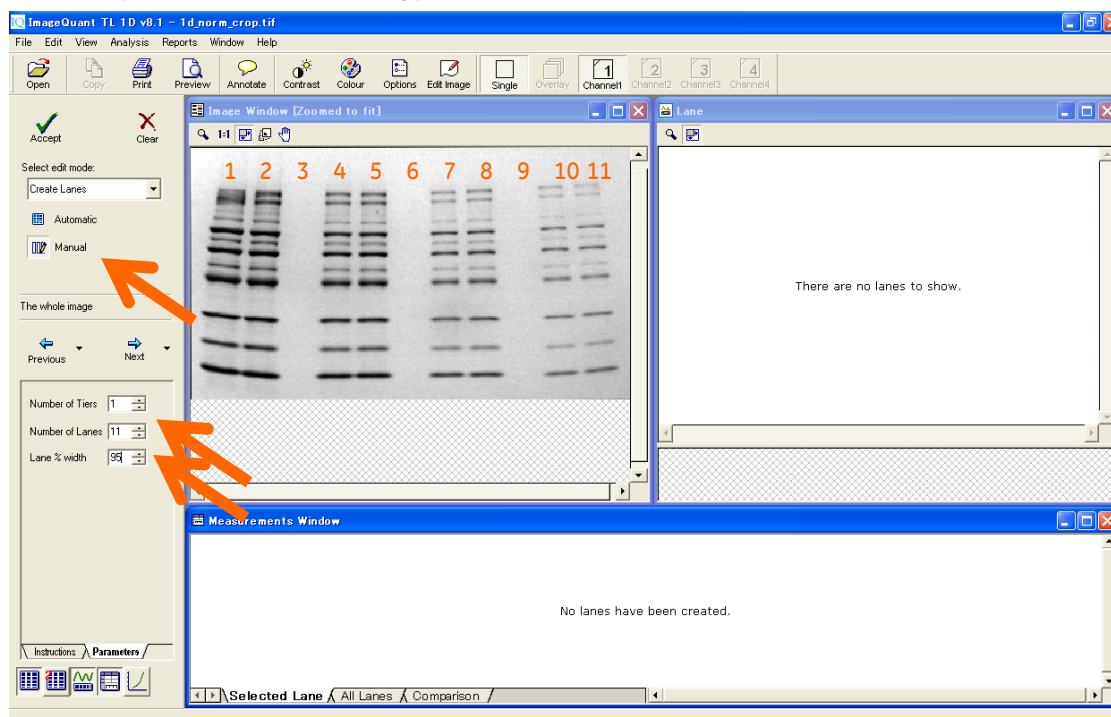 ImageQuant TL 1D v8.1 - 1d_norm_crop.tif
File Edit View Analysis Reports Window Help
Open Copy Print Preview Annotate Contrast Colour Options Edit Image Single Overlay Channel1 Channel2 Channel3 Channel4
1 2 3 4
Accept Clear
Select edit mode:
Create Lanes
Automatic
Manual
The whole image
Previous Next
Number of Tiers 1
Number of Lanes 11
Lane % width 95
Instructions Parameters
Image Window [Zoomed to fit]
1:1
1 2 3 4 5 6 7 8 9 10 11
Lane
There are no lanes to show.
Measurements Window
No lanes have been created.
Selected Lane All Lanes Comparison